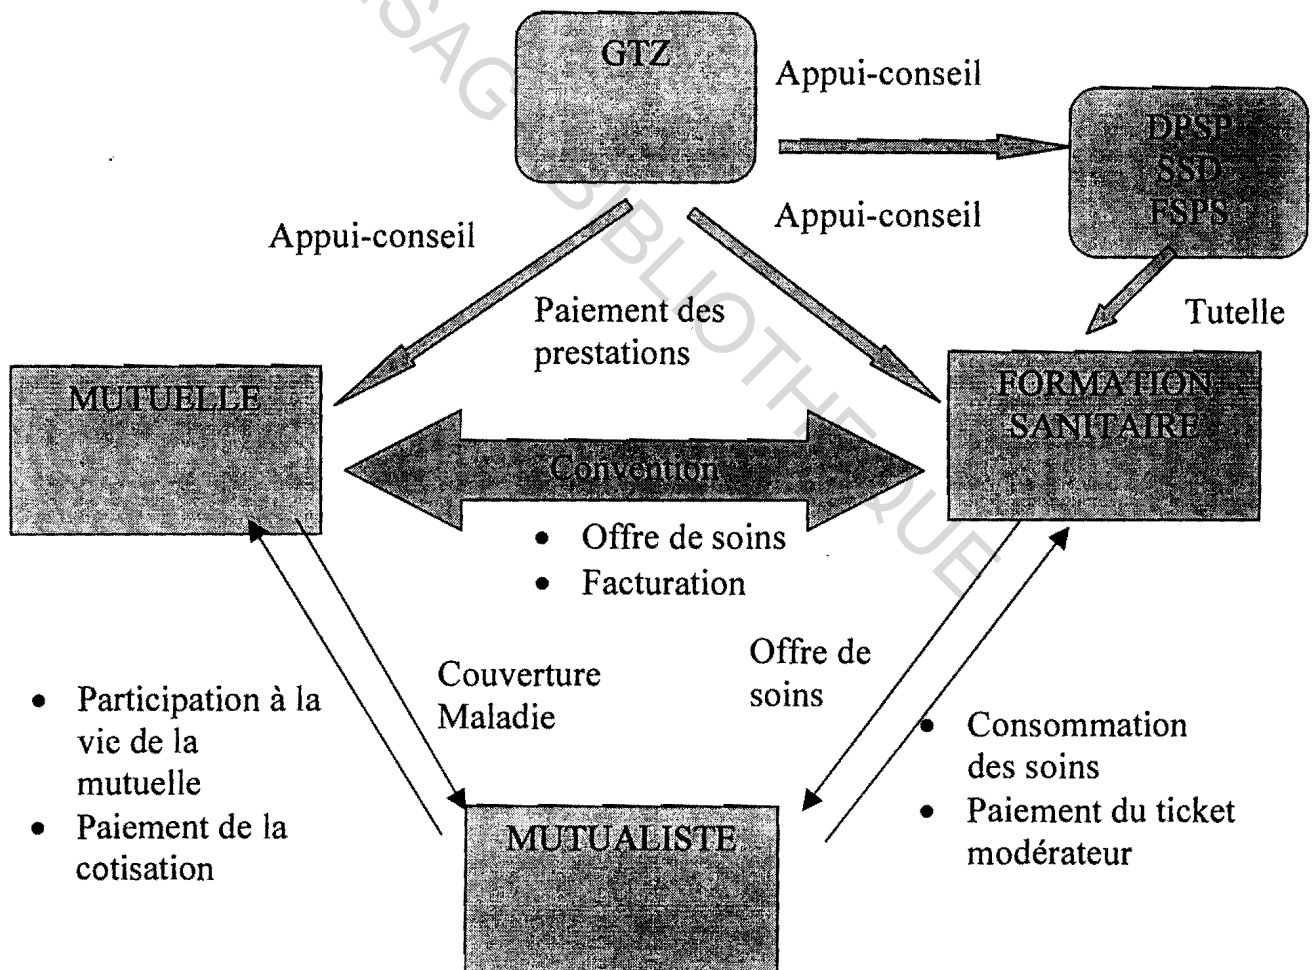 GTZ
Appui-conseil
DPSP
SSD
FSPS
Appui-conseil
Appui-conseil
Tutelle
Paiement des
prestations
MUTUELLE
FORMATION
SANITAIRE
Convention
• Offre de soins
• Facturation
Offre de
soins
Couverture
Maladie
• Participation à la
vie de la
mutuelle
• Paiement de la
cotisation
• Consommation
des soins
• Paiement du ticket
modérateur
MUTUALISTE
SAG
BIBLIOTHEQUE